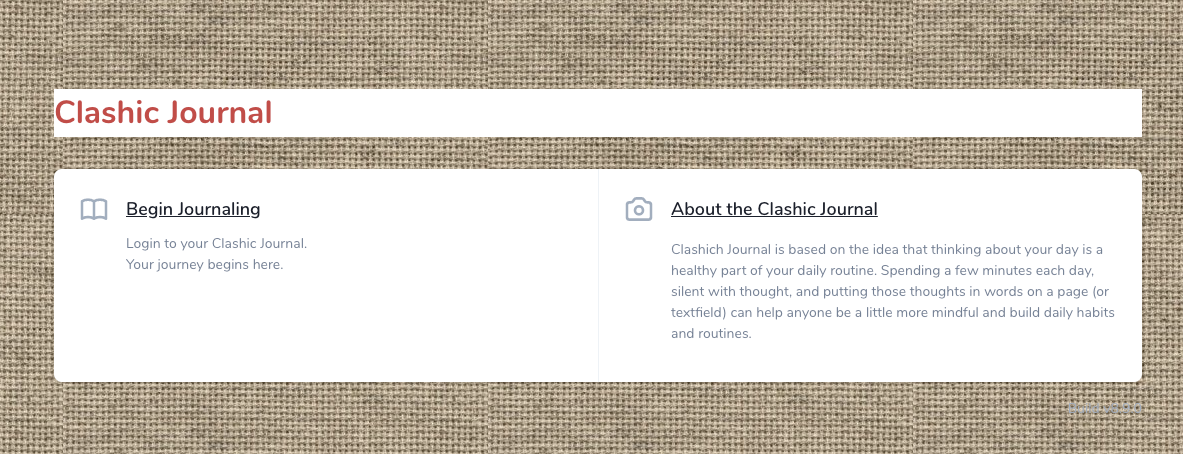 Clashic Journal
Begin Journaling
Login to your Clashic Journal.
Your journey begins here.
About the Clashic Journal
Clashich Journal is based on the idea that thinking about your day is a
healthy part of your daily routine. Spending a few minutes each day,
silent with thought, and putting those thoughts in words on a page (or
textfield) can help anyone be a little more mindful and build daily habits
and routines.